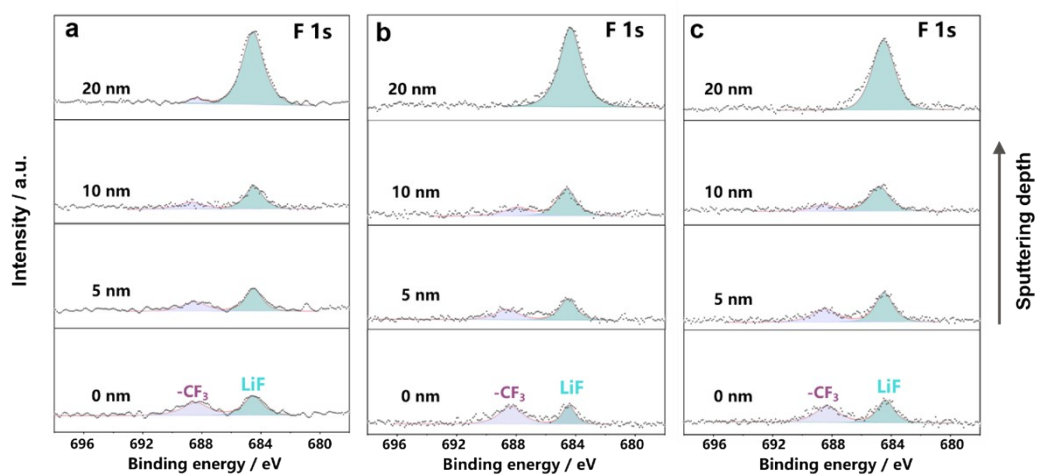 a
F 1s
20 nm
10 nm
5 nm
0 nm
-CF3
LiF
696 692 688 684 680
Binding energy / eV
b
F 1s
20 nm
10 nm
5 nm
0 nm
-CF3
LiF
696 692 688 684 680
Binding energy / eV
c
F 1s
20 nm
10 nm
5 nm
0 nm
-CF3
LiF
696 692 688 684 680
Binding energy / eV
Intensity / a.u.
Sputtering depth